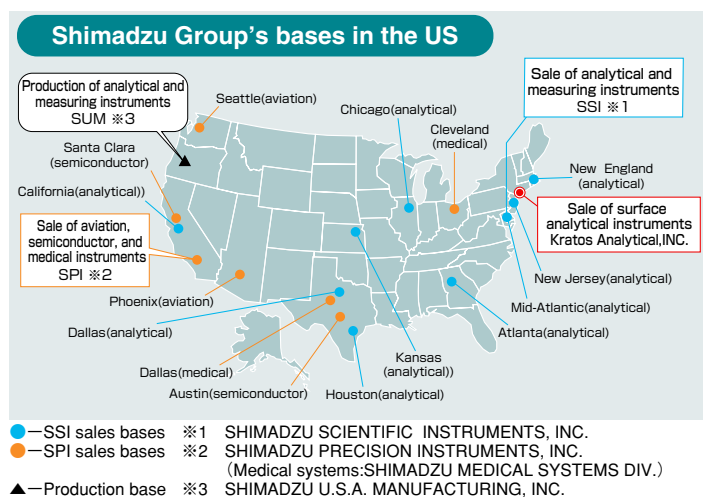 Shimadzu Group's bases in the US
Production of analytical and
measuring instruments
SUM ※3
Seattle(aviation)
Chicago(analytical)
Cleveland
(medical)
Sale of analytical and
measuring instruments
SSI ※1
Santa Clara
(semiconductor)
California(analytical))
New England
(analytical)
Sale of aviation,
semiconductor, and
medical instruments
SPI ※2
Sale of surface
analytical instruments
Kratos Analytical,INC.
New Jersey(analytical)
Phoenix(aviation)
Mid-Atlantic(analytical)
Dallas(analytical)
Atlanta(analytical)
Kansas
(analytical))
Dallas(medical)
Austin(semiconductor)
Houston(analytical)
●—SSI sales bases ※1 SHIMADZU SCIENTIFIC INSTRUMENTS, INC.
●—SPI sales bases ※2 SHIMADZU PRECISION INSTRUMENTS, INC.
（Medical systems:SHIMADZU MEDICAL SYSTEMS DIV.）
▲—Production base ※3 SHIMADZU U.S.A. MANUFACTURING, INC.